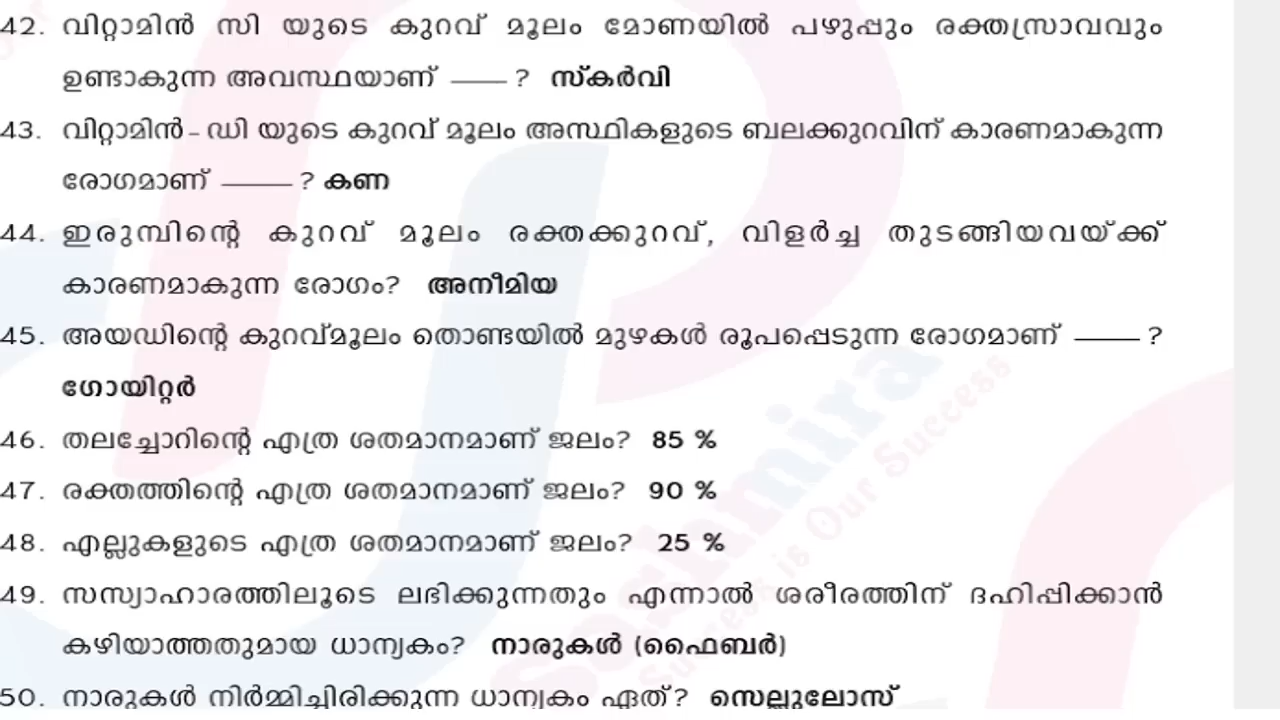 42. വിറ്റാമിൻ സി യുടെ കുറവ് മൂലം മോണയിൽ പഴുപ്പും രക്തസ്രാവവും
ഉണ്ടാകുന്ന അവസ്ഥയാണ് ——? സ്കർവി
43. വിറ്റാമിൻ-ഡി യുടെ കുറവ് മൂലം അസ്ഥികളുടെ ബലക്കുറവിന് കാരണമാകുന്ന
രോഗമാണ് ——? കണ
44. ഇരുമ്പിന്റെ കുറവ് മൂലം രക്തക്കുറവ്, വിളർച്ച തുടങ്ങിയവയ്ക്ക്
കാരണമാകുന്ന രോഗം? അനീമിയ
45. അയഡിന്റെ കുറവ്മൂലം തൊണ്ടയിൽ മുഴകൾ രൂപപ്പെടുന്ന രോഗമാണ് ——?
ഗോയിറ്റർ
46. തലച്ചോറിന്റെ എത്ര ശതമാനമാണ് ജലം? 85 %
47. രക്തത്തിന്റെ എത്ര ശതമാനമാണ് ജലം? 90 %
48. എല്ലുകളുടെ എത്ര ശതമാനമാണ് ജലം? 25 %
49. സസ്യാഹാരത്തിലൂടെ ലഭിക്കുന്നതും എന്നാൽ ശരീരത്തിന് ദഹിപ്പിക്കാൻ
കഴിയാത്തതുമായ ധാന്യകം? നാരുകൾ (ഫൈബർ)
50. നാരുകൾ നിർമ്മിച്ചിരിക്കുന്ന ധാന്യകം ഏത്? സെല്ലുലോസ്
Success is Our Success